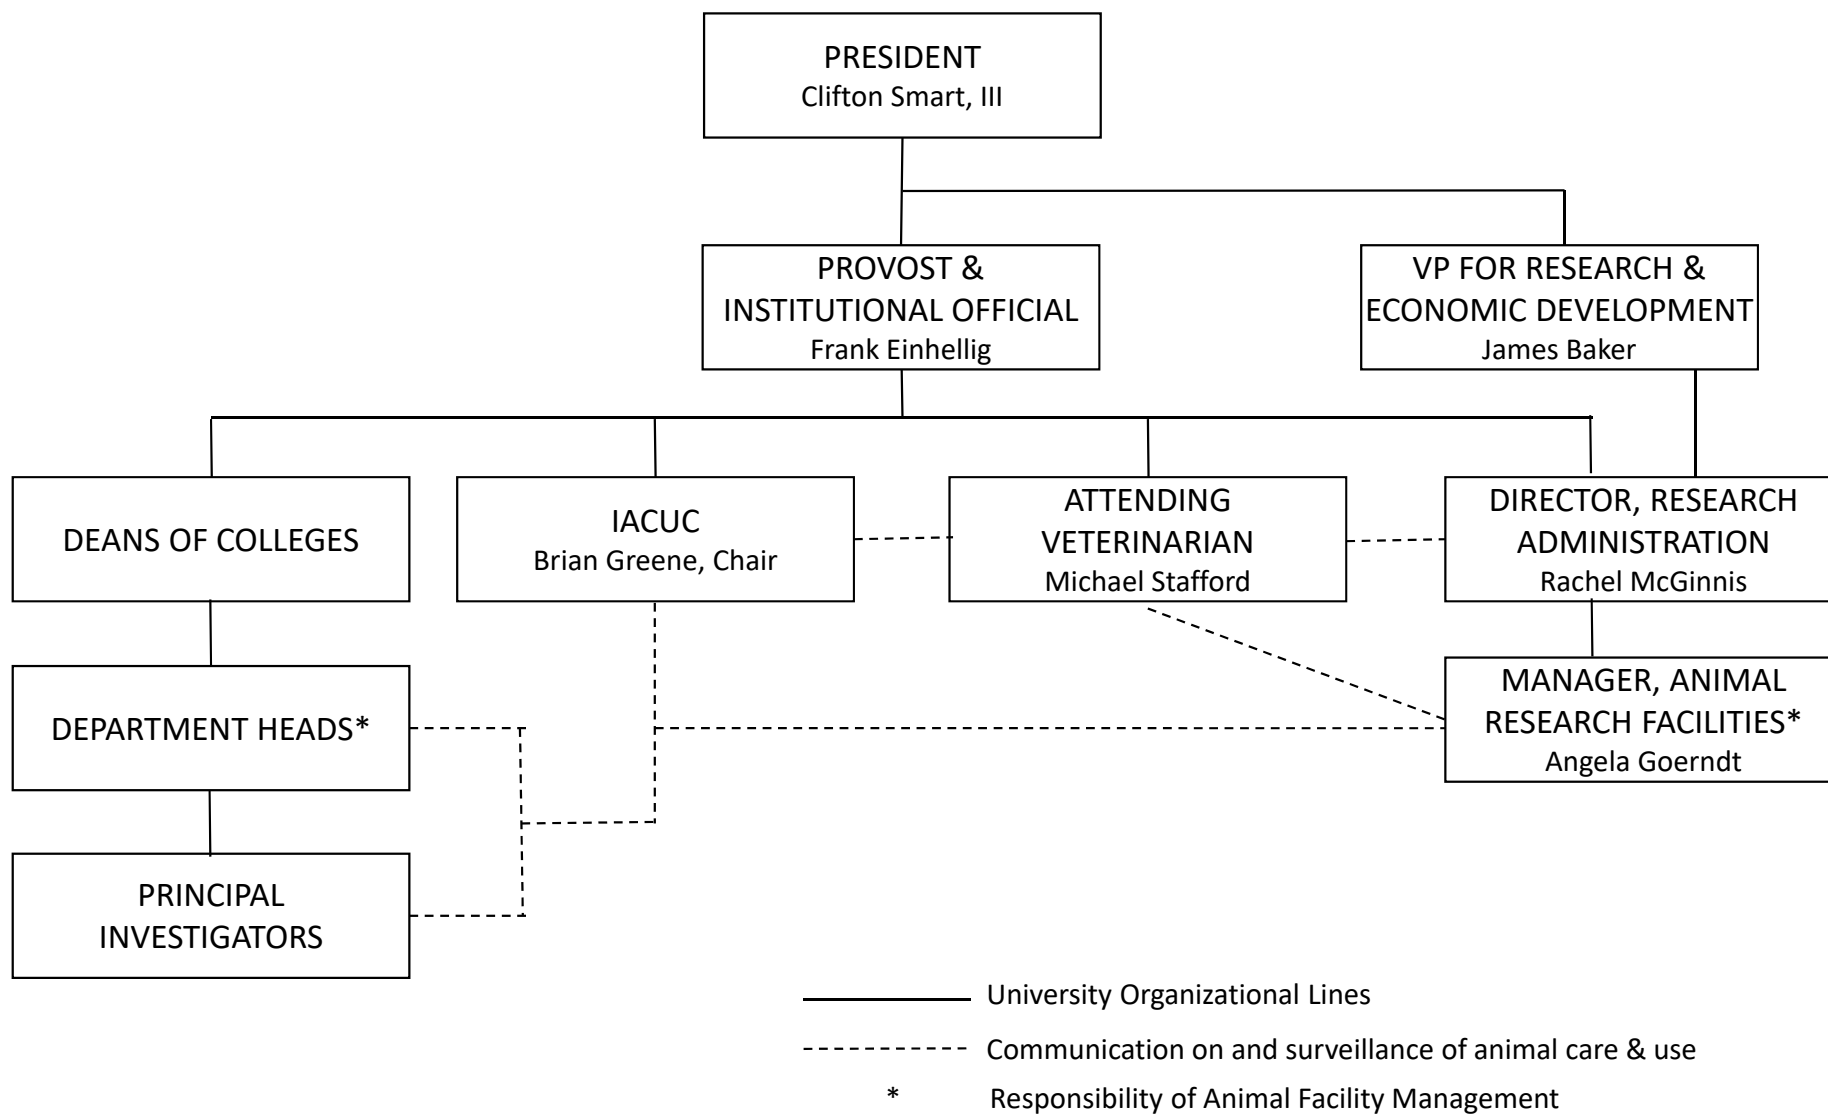 PRESIDENT
Clifton Smart, III
PROVOST &
INSTITUTIONAL OFFICIAL
Frank Einhellig
VP FOR RESEARCH &
ECONOMIC DEVELOPMENT
James Baker
DEANS OF COLLEGES
IACUC
Brian Greene, Chair
ATTENDING
VETERINARIAN
Michael Stafford
DIRECTOR, RESEARCH
ADMINISTRATION
Rachel McGinnis
DEPARTMENT HEADS*
MANAGER, ANIMAL
RESEARCH FACILITIES*
Angela Goerndt
PRINCIPAL
INVESTIGATORS
University Organizational Lines
Communication on and surveillance of animal care & use
* Responsibility of Animal Facility Management